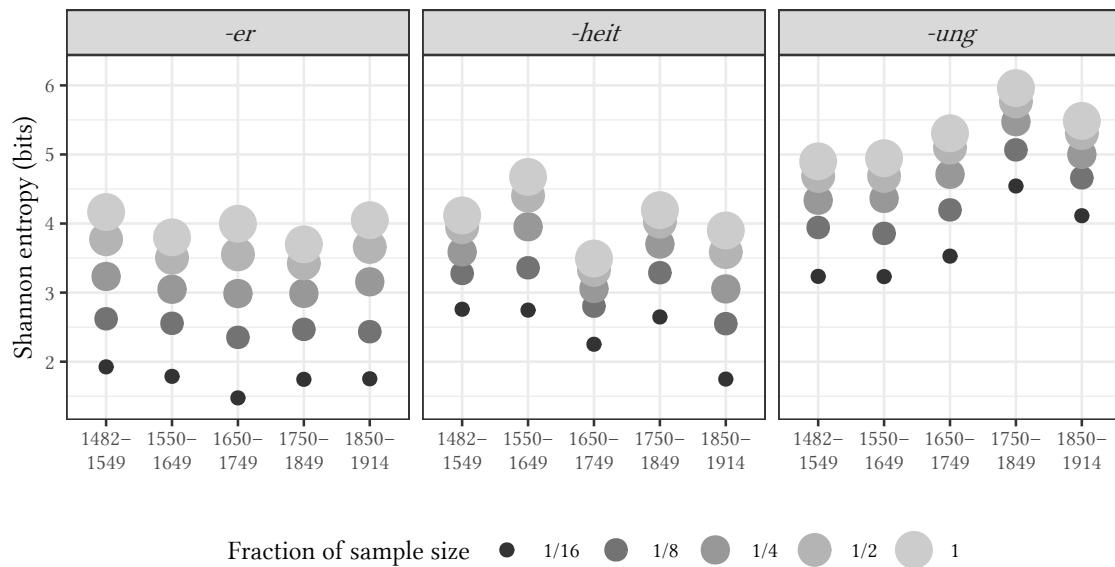 -er -heit -ung
Shannon entropy (bits)
6
5
4
3
2
1482– 1550– 1650– 1750– 1850– 1482– 1550– 1650– 1750– 1850– 1482– 1550– 1650– 1750– 1850–
1549 1649 1749 1849 1914 1549 1649 1749 1849 1914 1549 1649 1749 1849 1914
Fraction of sample size 1/16 1/8 1/4 1/2 1